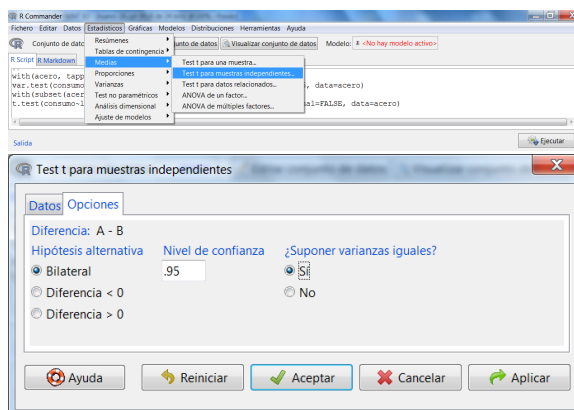 R Commander
Fichero Editar Datos Estadísticos Gráficas Modelos Distribuciones Herramientas Ayuda
Conjunto de datos
Resúmenes
Tablas de contingencia
Medias
Proporciones
Varianzas
Test no paramétricos
Análisis dimensional
Ajuste de modelos
junto de datos Visualizar conjunto de datos Modelo: Σ <No hay modelo activo>
R Script R Markdown
Test t para una muestra...
Test t para muestras independientes...
Test t para datos relacionados...
ANOVA de un factor...
ANOVA de múltiples factores...
with(acero, tapp
var.test(consumo , data=acero)
with(subset(acer
t.test(consumo~l al=FALSE, data=acero)
Salida Ejecutar
Test t para muestras independientes
Datos Opciones
Diferencia: A - B
Hipótesis alternativa Nivel de confianza ¿Suponer varianzas iguales?
Bilateral .95 Sí
Diferencia < 0 No
Diferencia > 0
Ayuda Reiniciar Aceptar Cancelar Aplicar